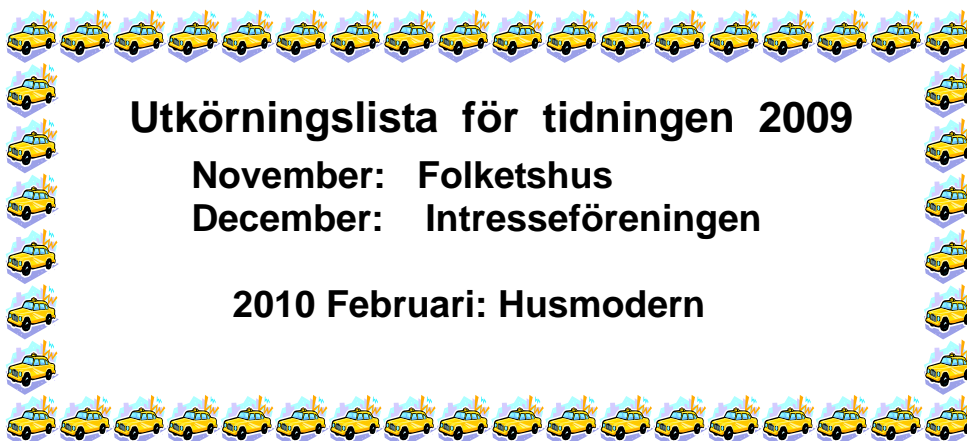 Utkörningslista för tidningen 2009
November: Folketshus
December: Intresseföreningen
2010 Februari: Husmodern